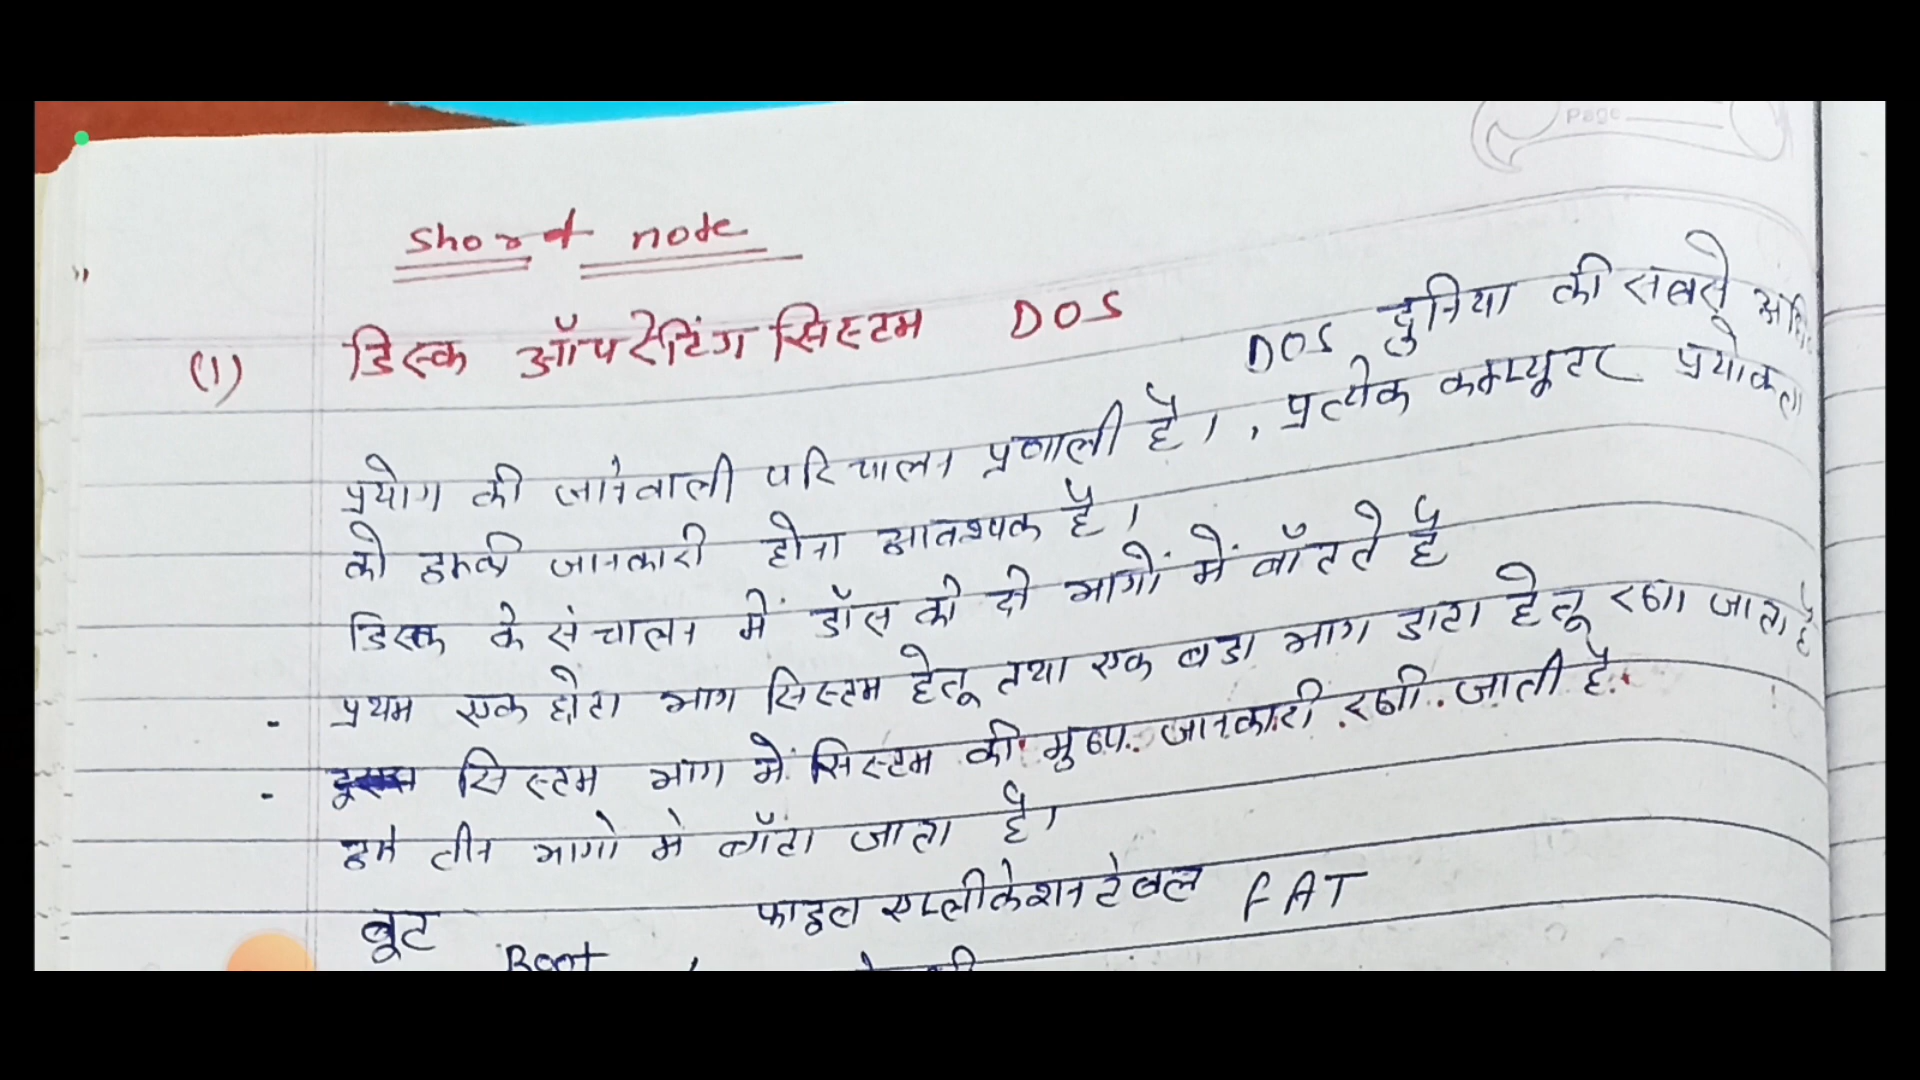 Page
Short note
(1) डिस्क ऑपरेटिंग सिस्टम DOS
DOS दुनिया की सबसे
प्रयोग की जानेवाली परिचालन प्रणाली है।, प्रत्येक कम्प्यूटर
को इसकी जानकारी होना आवश्यक है।
डिस्क के संचालन में डॉस को दो भागों में बाँटते है
- प्रथम एक छोटा भाग सिस्टम हेतू तथा एक बडा भाग डाटा हेतू रखा जाता है
- सिस्टम भाग में सिस्टम की मुख्य जानकारी रखी जाती है.
इसे तीन भागो मे बाँटा जाता है।
बूट फाइल एप्लीकेशन टेबल FAT
Boot